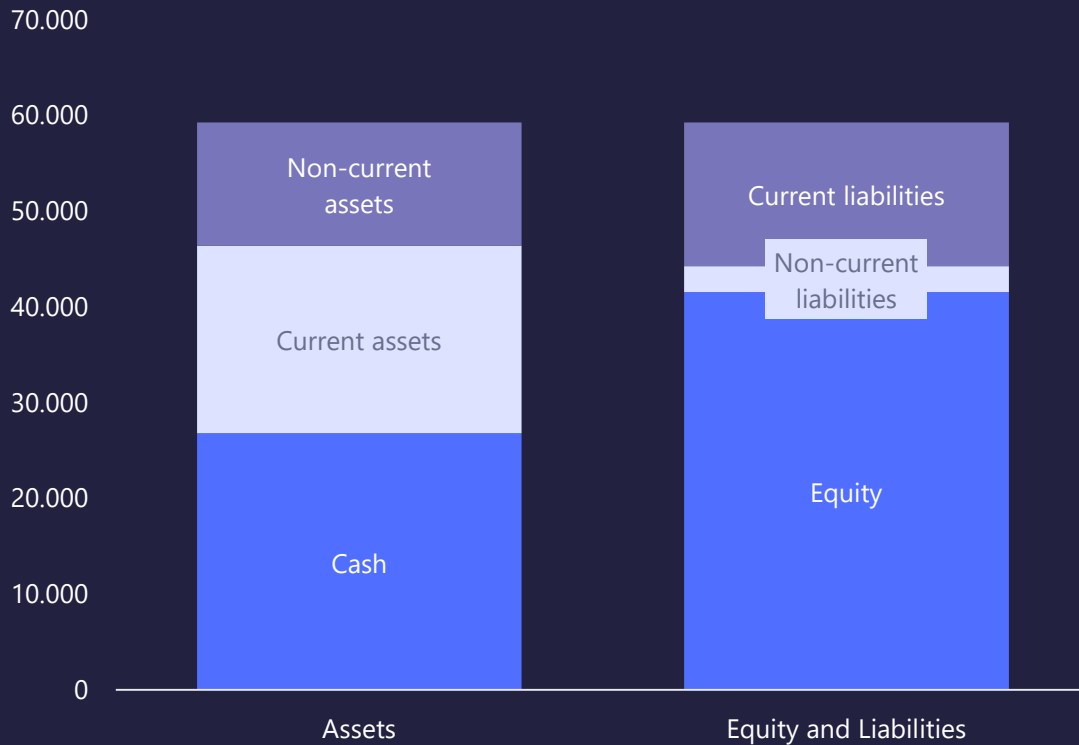 70.000
60.000
50.000
40.000
30.000
20.000
10.000
0
Non-current
assets
Current assets
Cash
Current liabilities
Non-current
liabilities
Equity
Assets
Equity and Liabilities